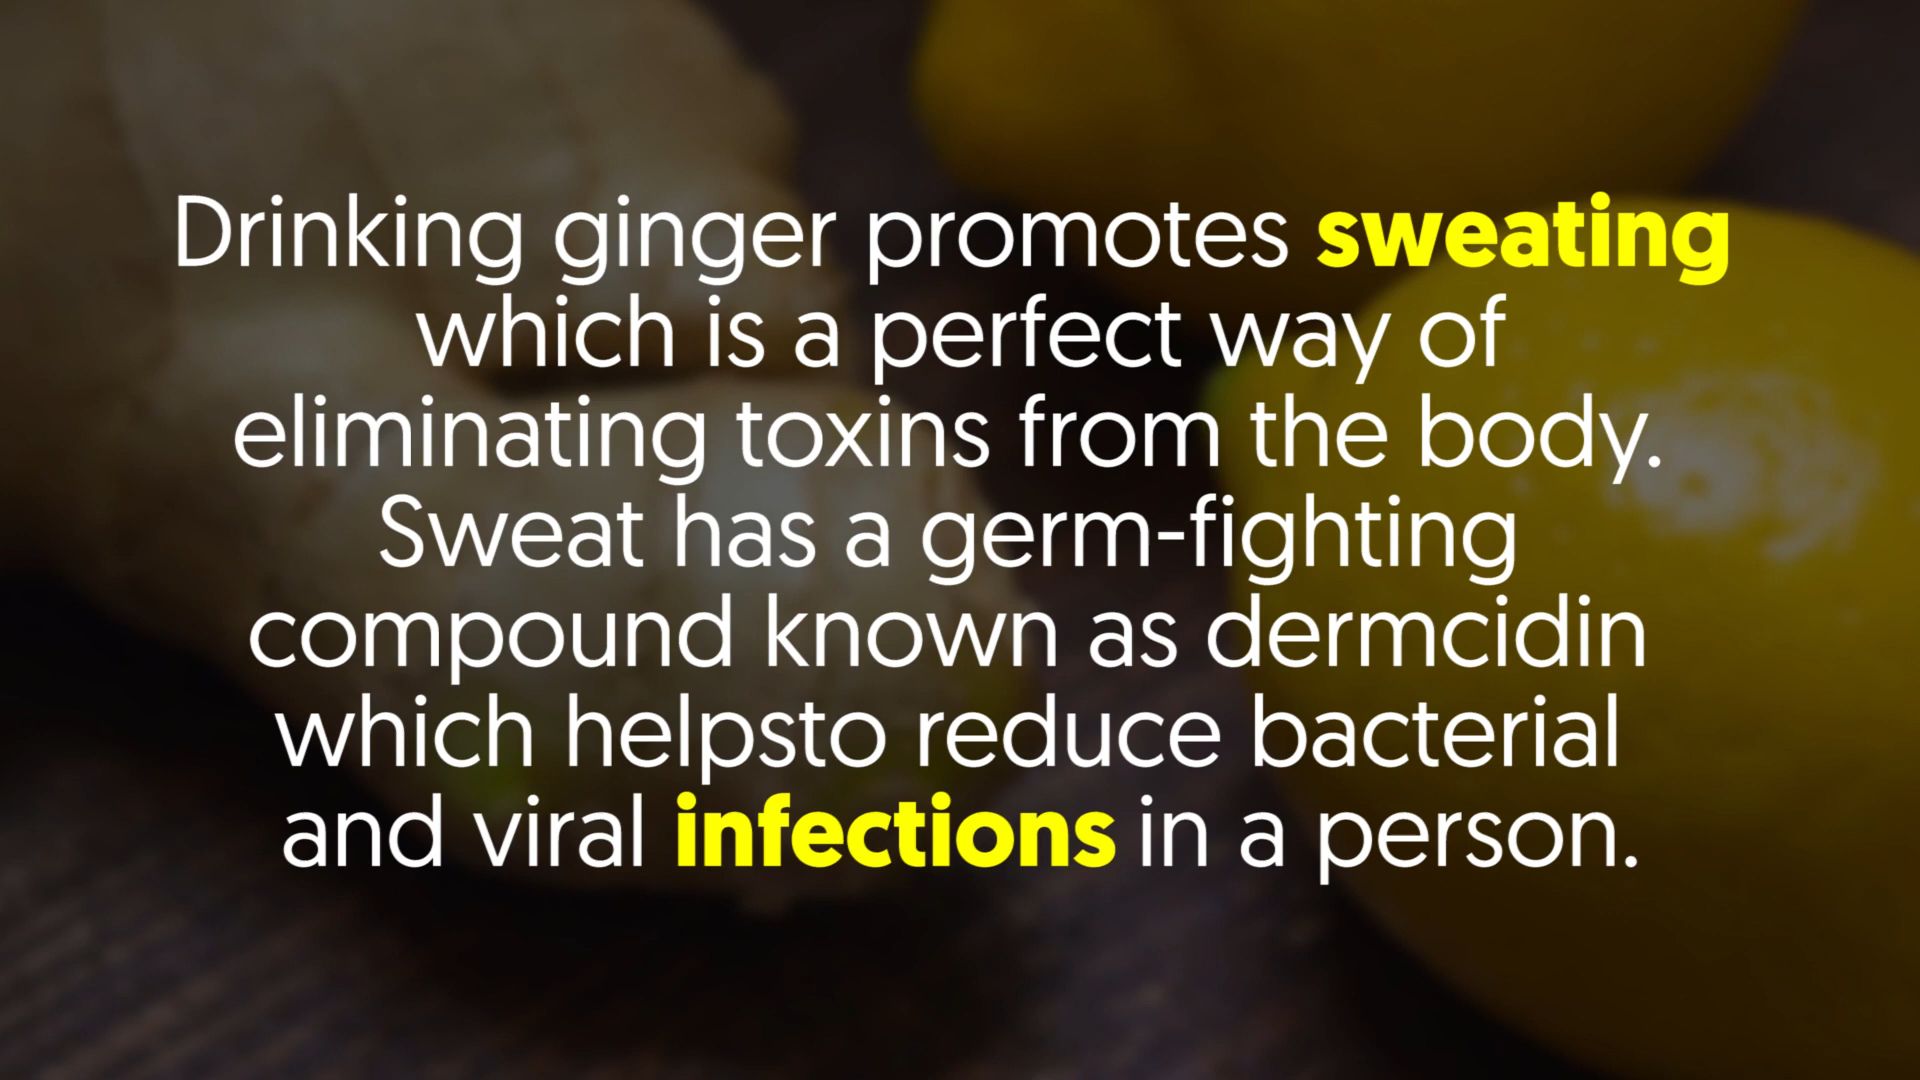 Drinking ginger promotes sweating
which is a perfect way of
eliminating toxins from the body.
Sweat has a germ-fighting
compound known as dermcidin
which helpsto reduce bacterial
and viral infections in a person.